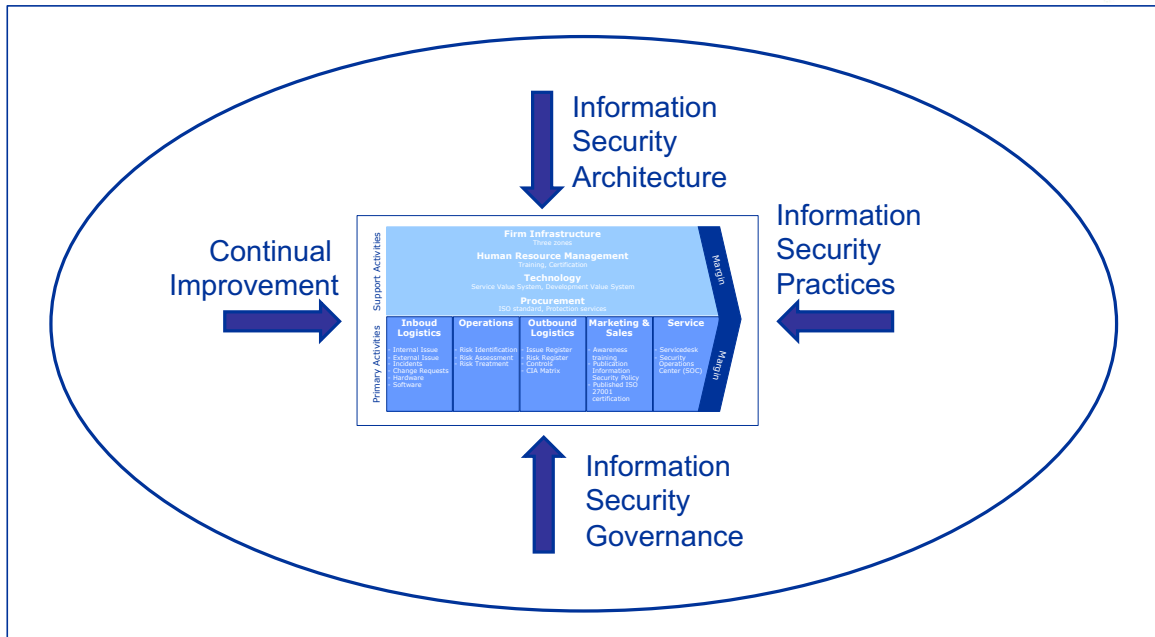 Information
Security
Architecture
Continual
Improvement
Information
Security
Practices
Support Activities
Firm Infrastructure
Three zones
Human Resource Management
Training, Certification
Technology
Service Value System, Development Value System
Procurement
ISO standard, Protection services
Margin
Primary Activities
Inboud
Logistics
- Internal Issue
- External Issue
- Incidents
- Change Requests
- Hardware
- Software
Operations
- Risk Identification
- Risk Assessment
- Risk Treatment
Outbound
Logistics
- Issue Register
- Risk Register
- Controls
- CIA Matrix
Marketing &
Sales
- Awareness
training
- Publication
Information
Security Policy
- Published ISO
27001
certification
Service
- Servicedesk
- Security
Operations
Center (SOC)
Margin
Information
Security
Governance